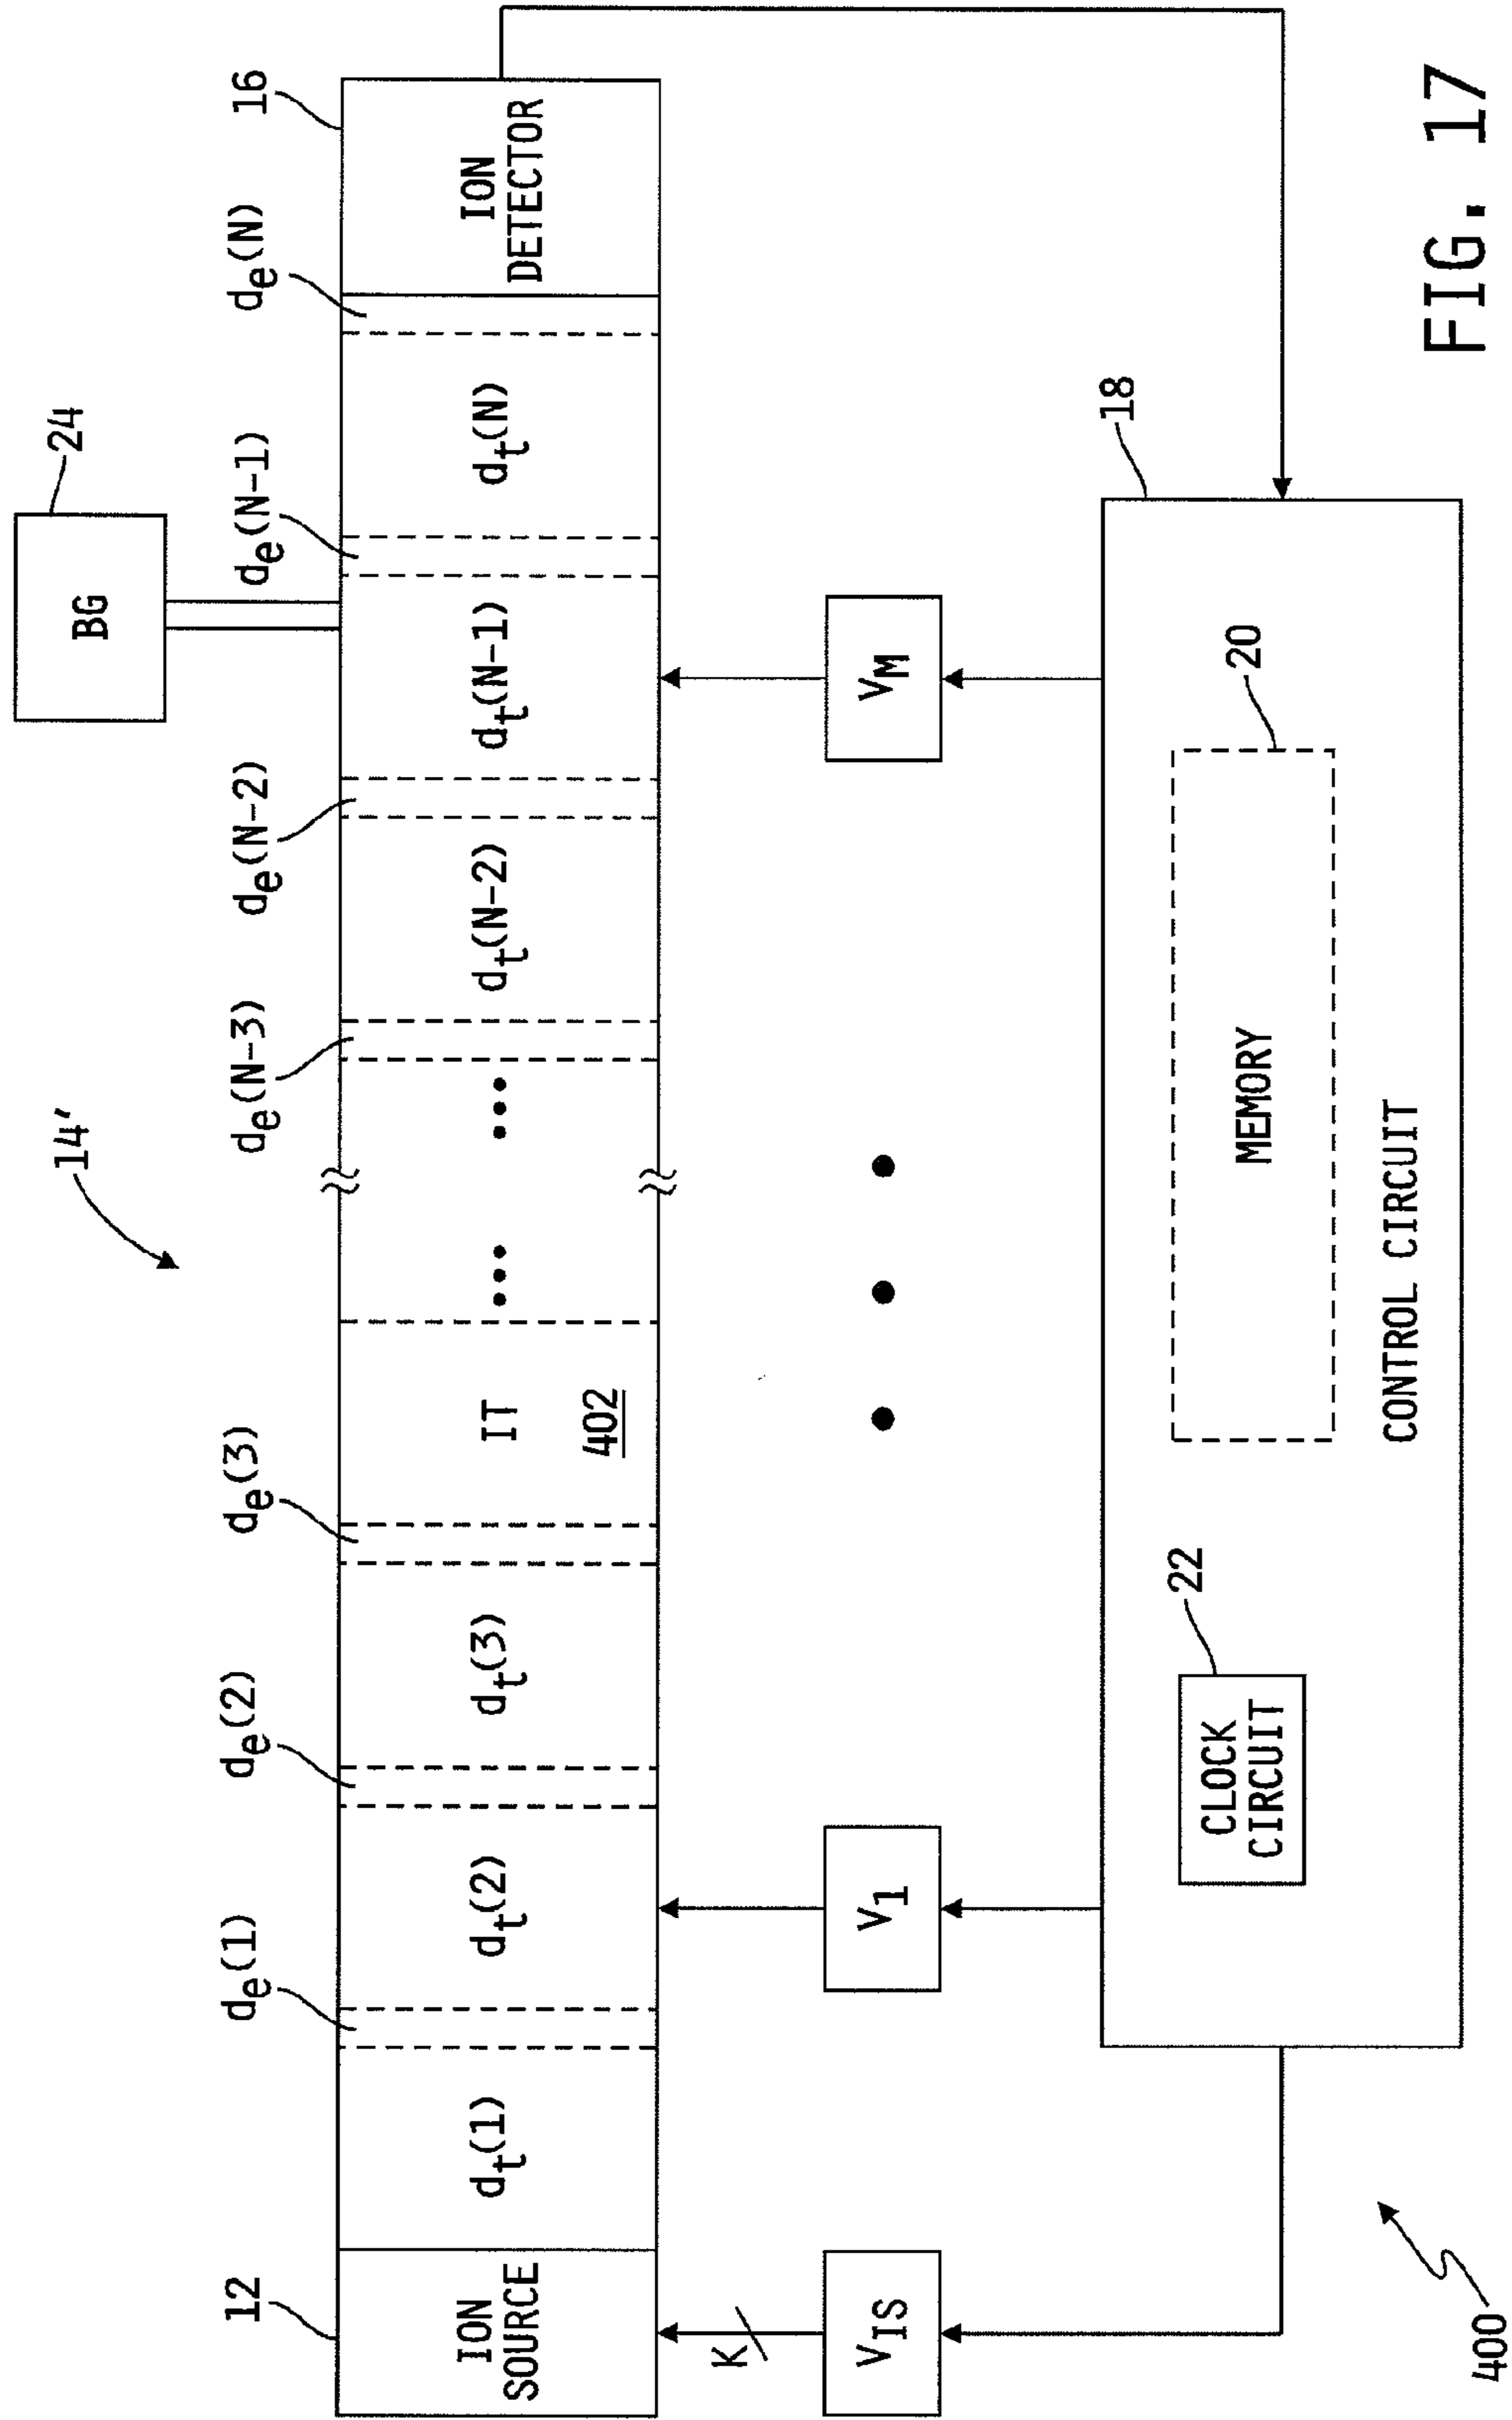 24
BG
14'
12
d_e(1)
d_e(2)
d_e(3)
d_e(N-3)
d_e(N-2)
d_e(N-1)
d_e(N)
16
ION
SOURCE
d_t(1)
d_t(2)
d_t(3)
IT
402
•••
•••
d_t(N-2)
d_t(N-1)
d_t(N)
ION
DETECTOR
K
V_IS
V_1
• • •
V_M
18
22
CLOCK
CIRCUIT
20
MEMORY
CONTROL CIRCUIT
400
FIG. 17